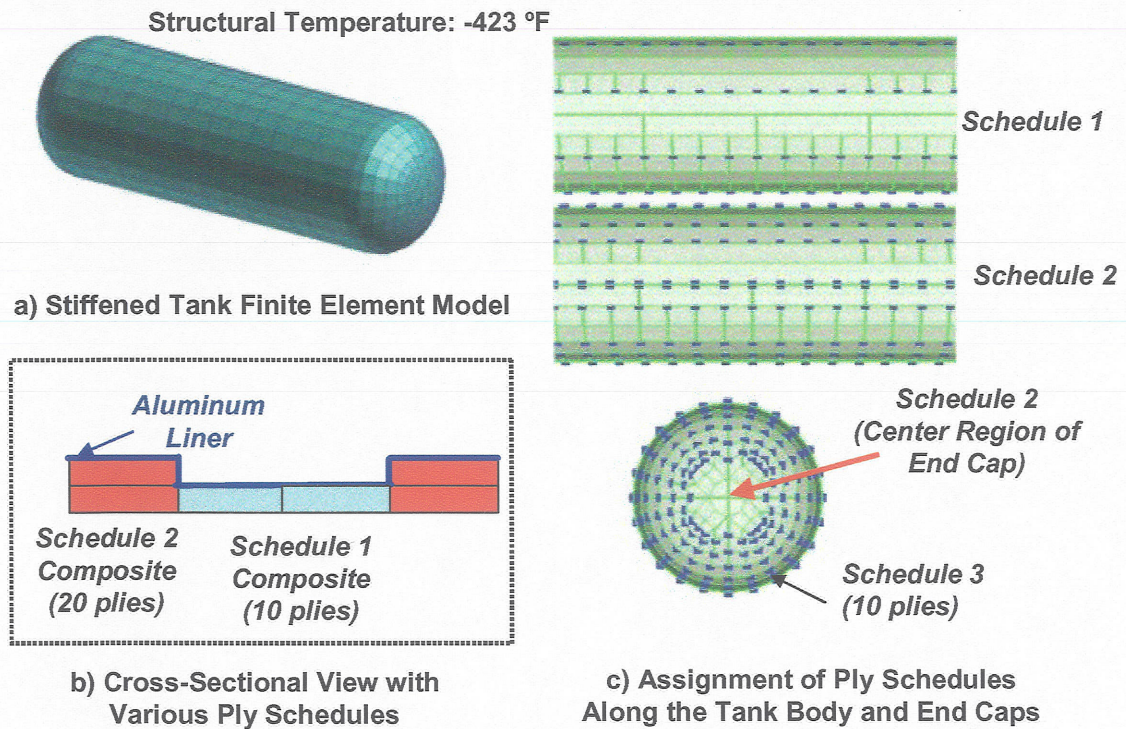 Structural Temperature: -423 ºF
a) Stiffened Tank Finite Element Model
Aluminum
Liner
Schedule 2
Composite
(20 plies)
Schedule 1
Composite
(10 plies)
b) Cross-Sectional View with
Various Ply Schedules
Schedule 1
Schedule 2
Schedule 2
(Center Region of
End Cap)
Schedule 3
(10 plies)
c) Assignment of Ply Schedules
Along the Tank Body and End Caps